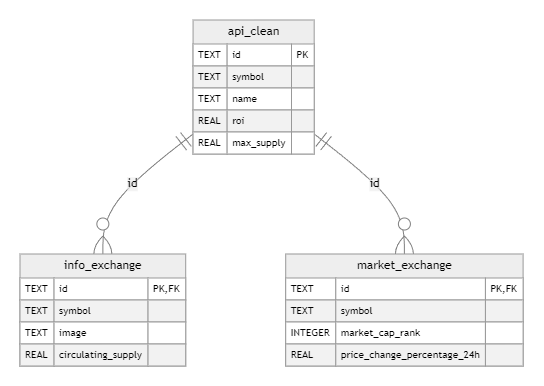 api_clean
TEXT id PK
TEXT symbol
TEXT name
REAL roi
REAL max_supply
id
id
info_exchange
TEXT id PK,FK
TEXT symbol
TEXT image
REAL circulating_supply
market_exchange
TEXT id PK,FK
TEXT symbol
INTEGER market_cap_rank
REAL price_change_percentage_24h